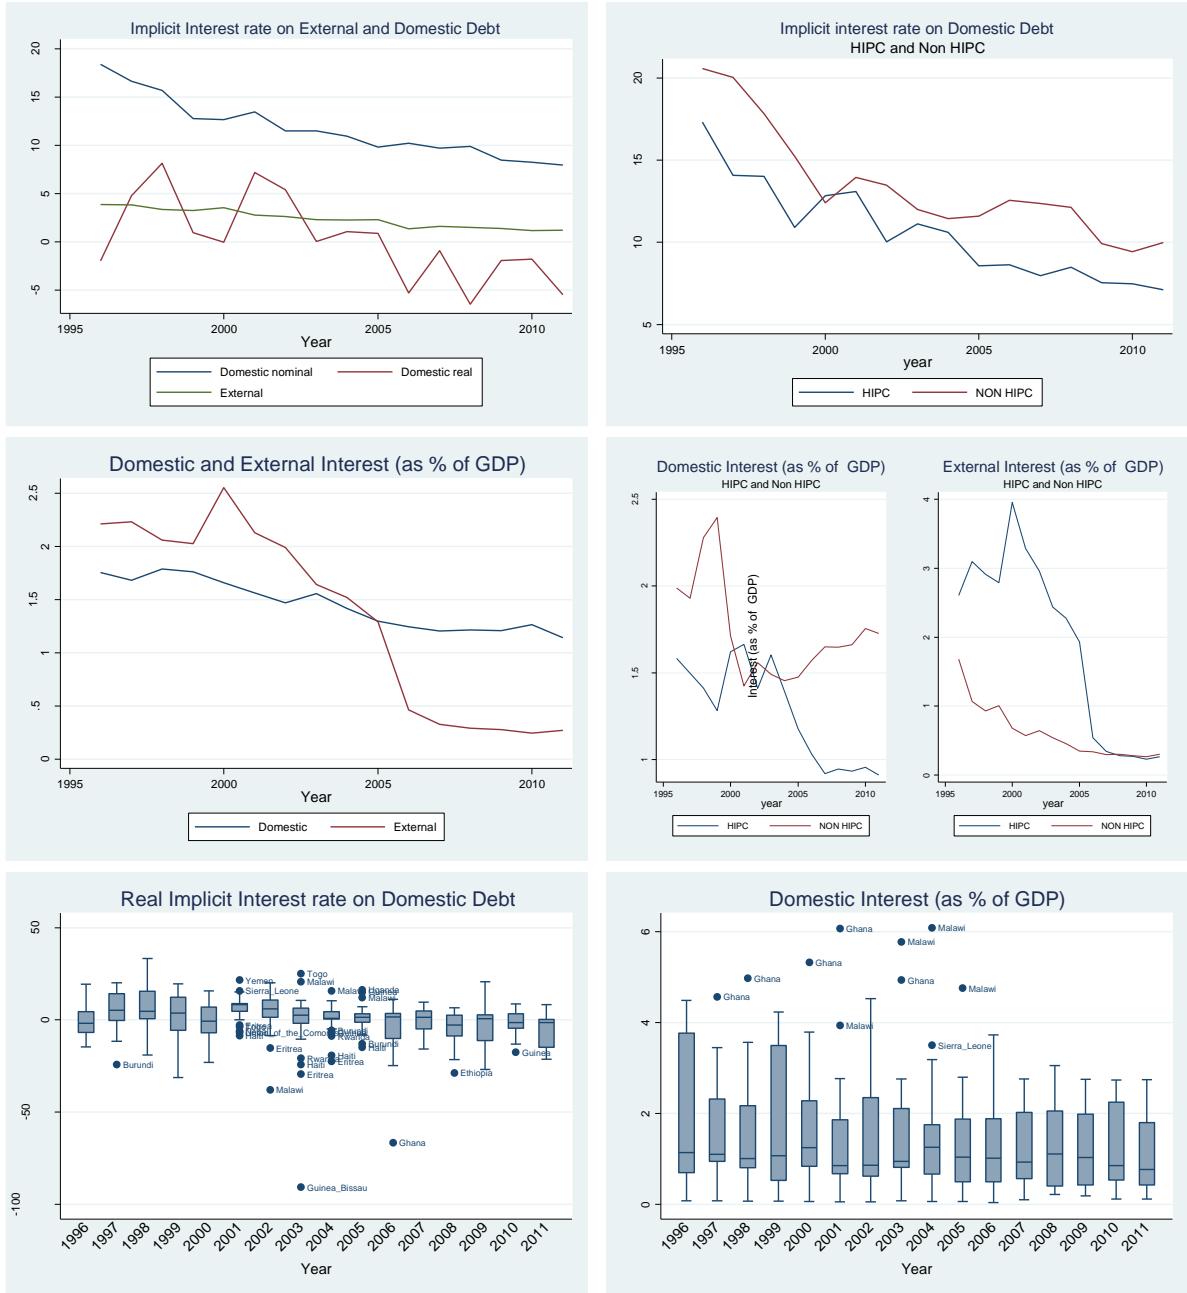 Implicit Interest rate on External and Domestic Debt
20
15
10
5
0
-5
1995
2000
2005
2010
Year
Domestic nominal
Domestic real
External
Implicit interest rate on Domestic Debt
HIPC and Non HIPC
20
15
10
5
1995
2000
2005
2010
year
HIPC
NON HIPC
Domestic and External Interest (as % of GDP)
2.5
2
1.5
1
.5
0
1995
2000
2005
2010
Year
Domestic
External
Domestic Interest (as % of GDP)
HIPC and Non HIPC
2.5
2
1.5
1
1995
2000
2005
2010
year
HIPC
NON HIPC
Interest (as % of GDP)
External Interest (as % of GDP)
HIPC and Non HIPC
4
3
2
1
0
1995
2000
2005
2010
year
HIPC
NON HIPC
Real Implicit Interest rate on Domestic Debt
50
0
-50
-100
Burundi
Yemen
Sierra_Leone
Haiti
Eritrea
Malawi
Togo
Malawi
Rwanda
Haiti
Eritrea
Guinea_Bissau
Malawi
Burundi
Rwanda
Haiti
Eritrea
Malawi
Burundi
Haiti
Ghana
Ethiopia
Guinea
1996
1997
1998
1999
2000
2001
2002
2003
2004
2005
2006
2007
2008
2009
2010
2011
Year
Domestic Interest (as % of GDP)
6
4
2
0
Ghana
Ghana
Ghana
Ghana
Malawi
Malawi
Ghana
Malawi
Sierra_Leone
Malawi
1996
1997
1998
1999
2000
2001
2002
2003
2004
2005
2006
2007
2008
2009
2010
2011
Year